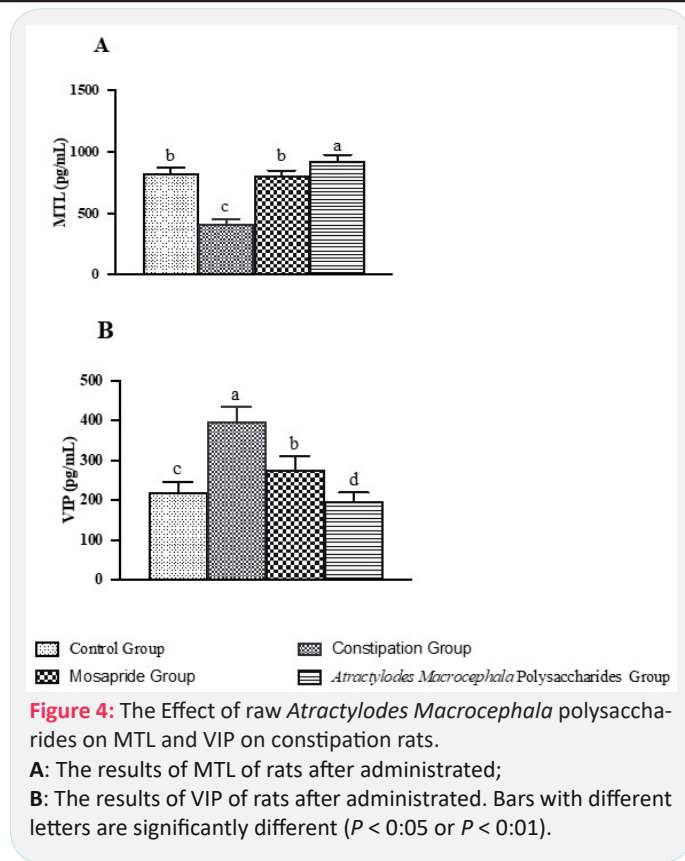 A
1500
1000
500
0
MTL (pg/mL)
b
c
b
a
B
500
400
300
200
100
0
VIP (pg/mL)
c
a
b
d
Control Group
Constipation Group
Mosapride Group
Atractylodes Macrocephala Polysaccharides Group
Figure 4: The Effect of raw Atractylodes Macrocephala polyssaccha-
rides on MTL and VIP on constipation rats.
A: The results of MTL of rats after administrated;
B: The results of VIP of rats after administrated. Bars with different
letters are significantly different (P < 0:05 or P < 0:01).